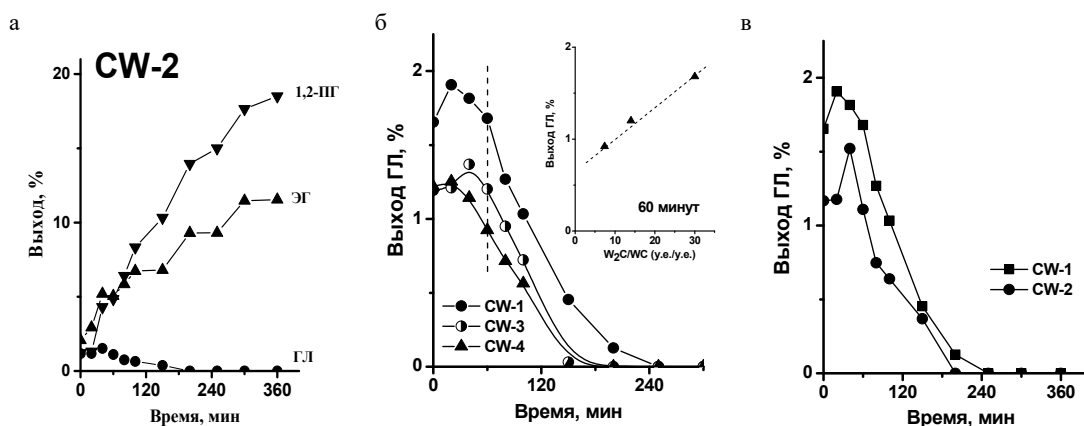 а
CW-2
20
10
0
Выход, %
1,2-ПГ
ЭГ
ГЛ
0
120
240
360
Время, мин
б
2
1
0
Выход ГЛ, %
CW-1
CW-3
CW-4
0
120
240
Время, мин
2
1
0
Выход ГЛ, %
60 минут
0
10
20
30
W₂C/WC (у.е./у.е.)
в
2
1
0
Выход ГЛ, %
CW-1
CW-2
0
120
240
360
Время, мин